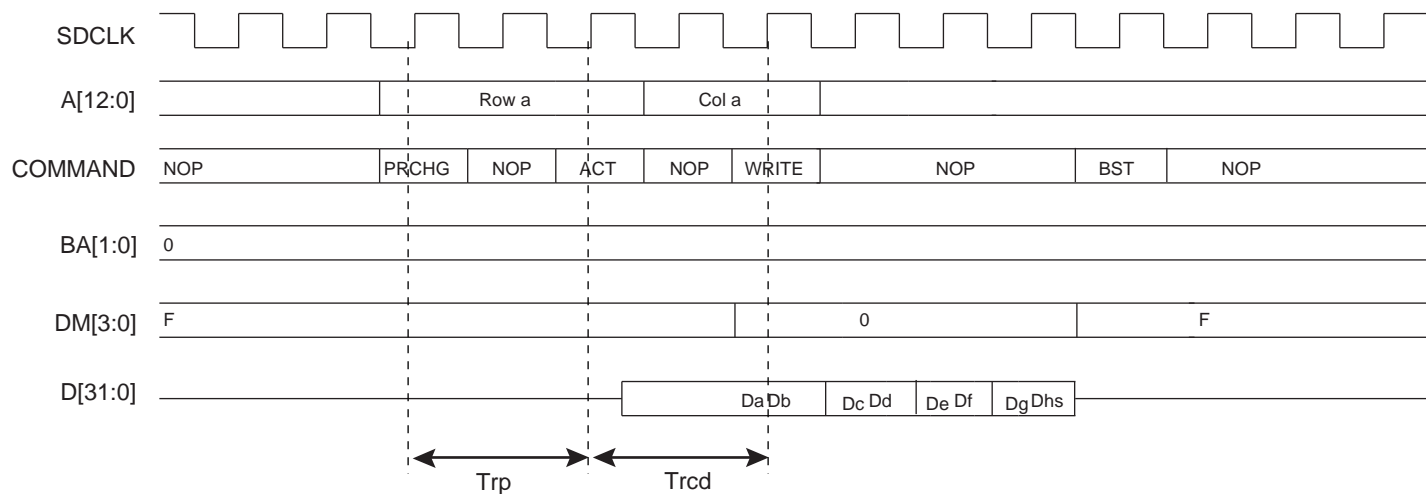 SDCLK
A[12:0] Row a Col a
COMMAND NOP PRCHG NOP ACT NOP WRITE NOP BST NOP
BA[1:0] 0
DM[3:0] F 0 F
D[31:0] Da Db Dc Dd De Df Dg Dhs
Trp Trcd